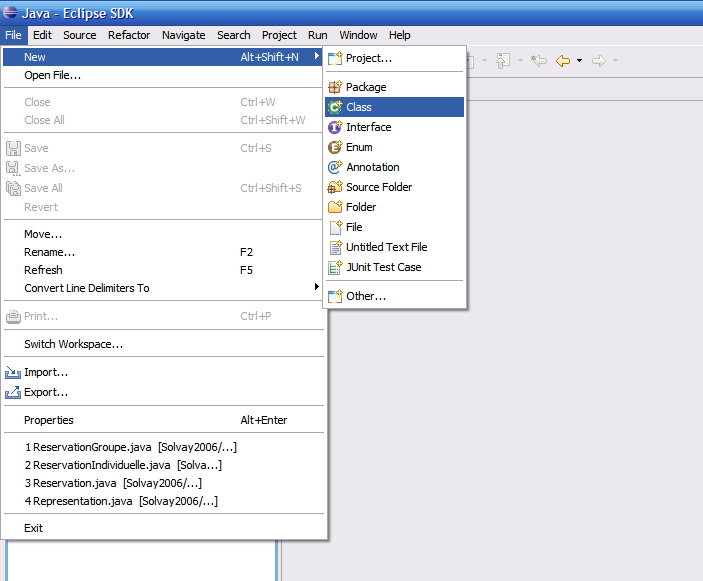 Java - Eclipse SDK
File Edit Source Refactor Navigate Search Project Run Window Help
New Alt+Shift+N
Open File...
Close Ctrl+W
Close All Ctrl+Shift+W
Save Ctrl+S
Save As...
Save All Ctrl+Shift+S
Revert
Move...
Rename... F2
Refresh F5
Convert Line Delimiters To
Print... Ctrl+P
Switch Workspace...
Import...
Export...
Properties Alt+Enter
1 ReservationGroupe.java [Solvay2006/...]
2 ReservationIndividuelle.java [Solva...]
3 Reservation.java [Solvay2006/...]
4 Representation.java [Solvay2006/...]
Exit
Project...
Package
Class
Interface
Enum
Annotation
Source Folder
Folder
File
Untitled Text File
JUnit Test Case
Other...